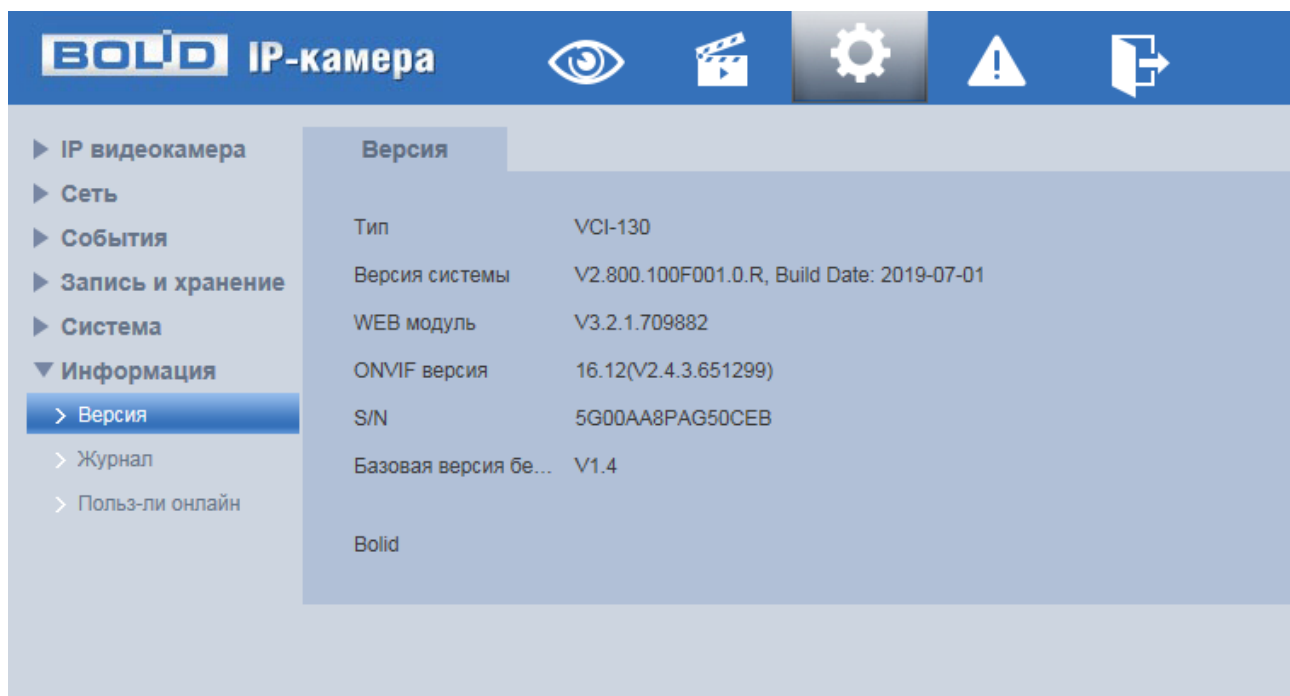 BOLID IP-камера
IP видеокамера
Сеть
События
Запись и хранение
Система
Информация
Версия
Журнал
Польз-ли онлайн
Версия
Тип VCI-130
Версия системы V2.800.100F001.0.R, Build Date: 2019-07-01
WEB модуль V3.2.1.709882
ONVIF версия 16.12(V2.4.3.651299)
S/N 5G00AA8PAG50CEB
Базовая версия бе... V1.4
Bolid